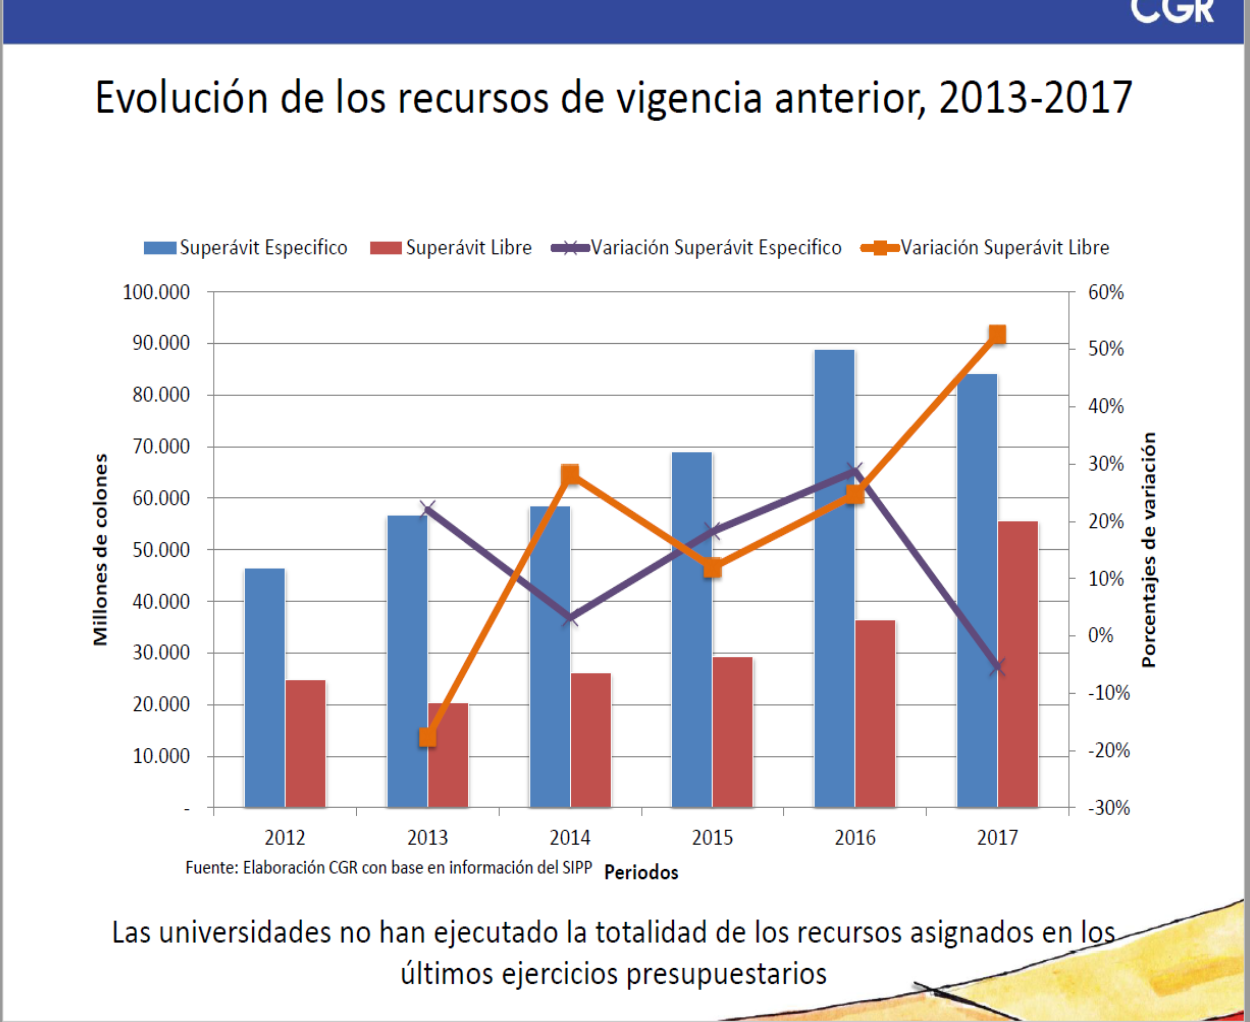 CGR
Evolución de los recursos de vigencia anterior, 2013-2017
Superávit Especifico Superávit Libre Variación Superávit Especifico Variación Superávit Libre
100.000
90.000
80.000
70.000
60.000
50.000
40.000
30.000
20.000
10.000
-
Millones de colones
60%
50%
40%
30%
20%
10%
0%
-10%
-20%
-30%
Porcentajes de variación
2012 2013 2014 2015 2016 2017
Fuente: Elaboración CGR con base en información del SIPP
Periodos
Las universidades no han ejecutado la totalidad de los recursos asignados en los
últimos ejercicios presupuestarios